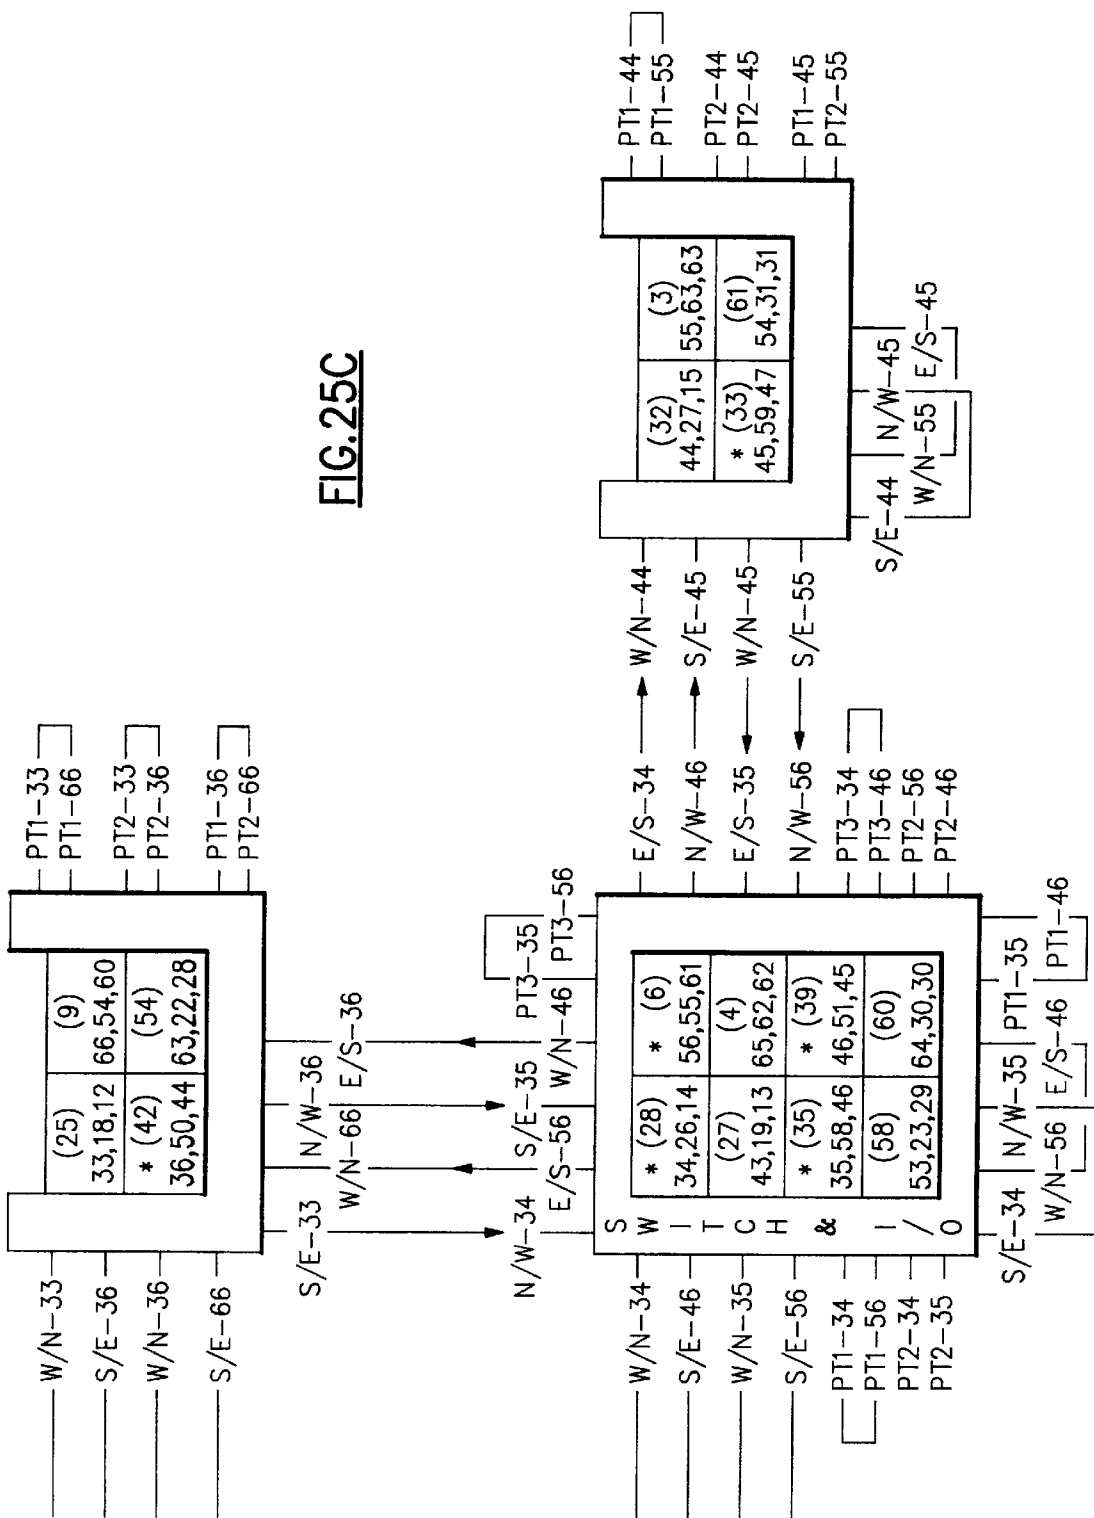 FIG.25C
PT1-33
PT1-66
PT2-33
PT2-36
PT1-36
PT2-66
W/N-33
S/E-36
W/N-36
S/E-66
(25)
33,18,12
(9)
66,54,60
* (42)
36,50,44
(54)
63,22,28
S/E-33
W/N-66
N/W-36
E/S-36
N/W-34
E/S-56
S/E-35
W/N-46
PT3-35
PT3-56
W/N-34
S/E-46
W/N-35
S/E-56
PT1-34
PT1-56
PT2-34
PT2-35
SWITCH & I/O
* (28)
34,26,14
* (6)
56,55,61
(27)
43,19,13
(4)
65,62,62
* (35)
35,58,46
* (39)
46,51,45
(58)
53,23,29
(60)
64,30,30
S/E-34
W/N-56
N/W-35
E/S-46
PT1-35
PT1-46
E/S-34
N/W-46
E/S-35
N/W-56
PT3-34
PT3-46
PT2-56
PT2-46
W/N-44
S/E-45
W/N-45
S/E-55
(32)
44,27,15
(3)
55,63,63
* (33)
45,59,47
(61)
54,31,31
S/E-44
W/N-55
N/W-45
E/S-45
PT1-44
PT1-55
PT2-44
PT2-45
PT1-45
PT2-55